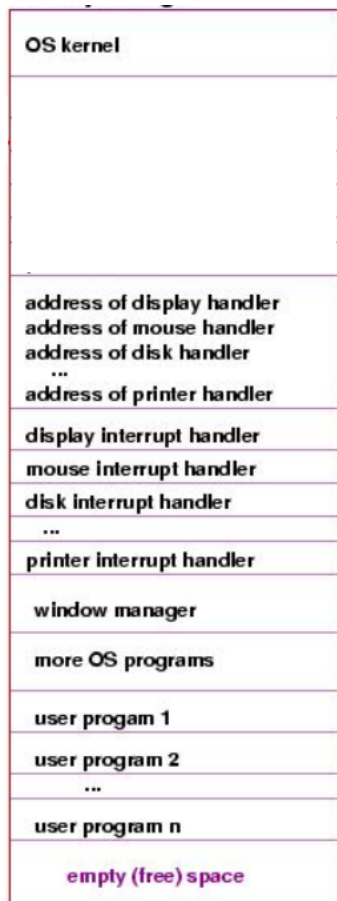 OS kernel
address of display handler
address of mouse handler
address of disk handler
...
address of printer handler
display interrupt handler
mouse interrupt handler
disk interrupt handler
...
printer interrupt handler
window manager
more OS programs
user progam 1
user program 2
...
user program n
empty (free) space